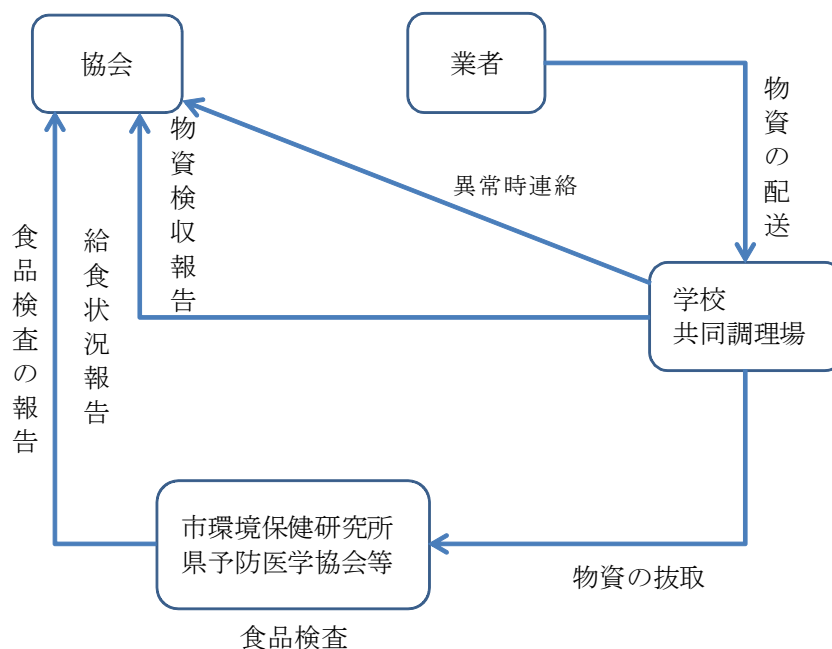 協会
業者
物資の配送
物資検収報告
異常時連絡
給食状況報告
食品検査の報告
学校
共同調理場
市環境保健研究所
県予防医学協会等
物資の抜取
食品検査